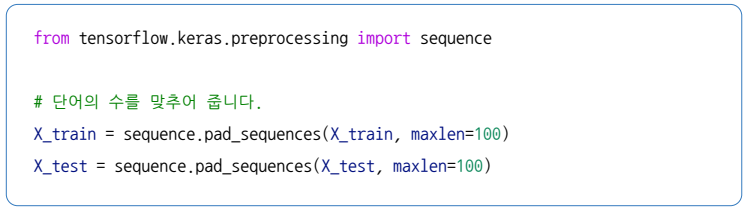 from tensorflow.keras.preprocessing import sequence
# 단어의 수를 맞추어 줍니다.
X_train = sequence.pad_sequences(X_train, maxlen=100)
X_test = sequence.pad_sequences(X_test, maxlen=100)